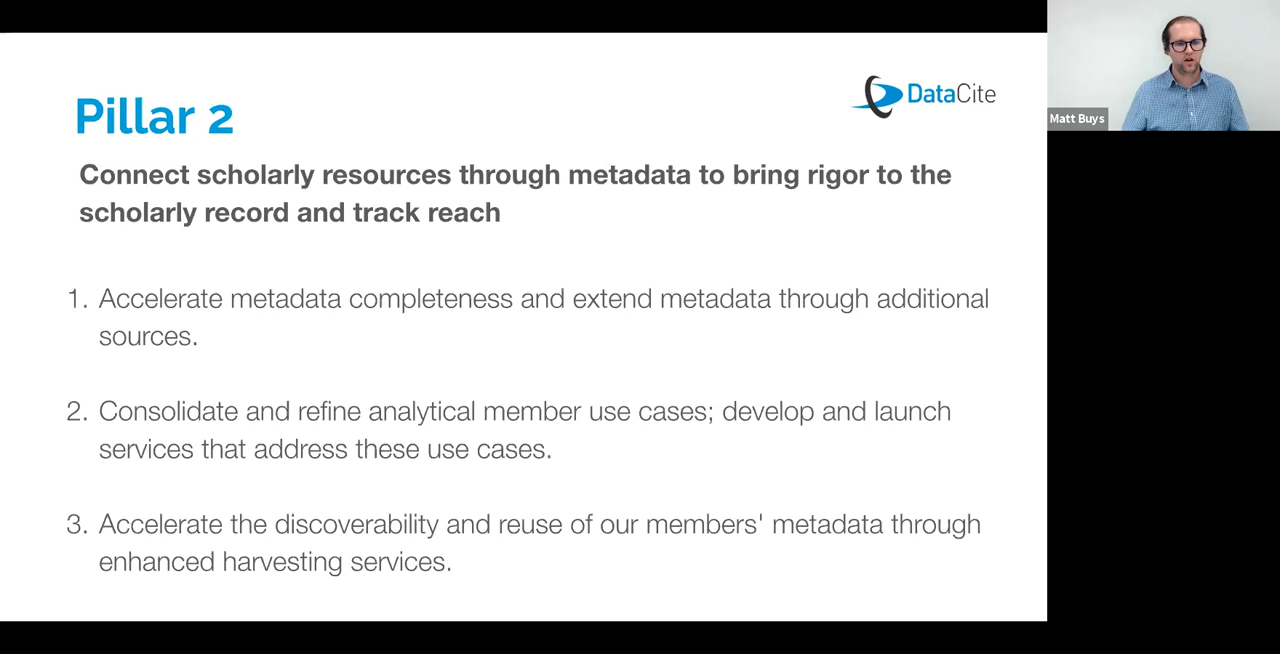 DataCite
Pillar 2
Connect scholarly resources through metadata to bring rigor to the
scholarly record and track reach
1. Accelerate metadata completeness and extend metadata through additional
sources.
2. Consolidate and refine analytical member use cases; develop and launch
services that address these use cases.
3. Accelerate the discoverability and reuse of our members' metadata through
enhanced harvesting services.
Matt Buys